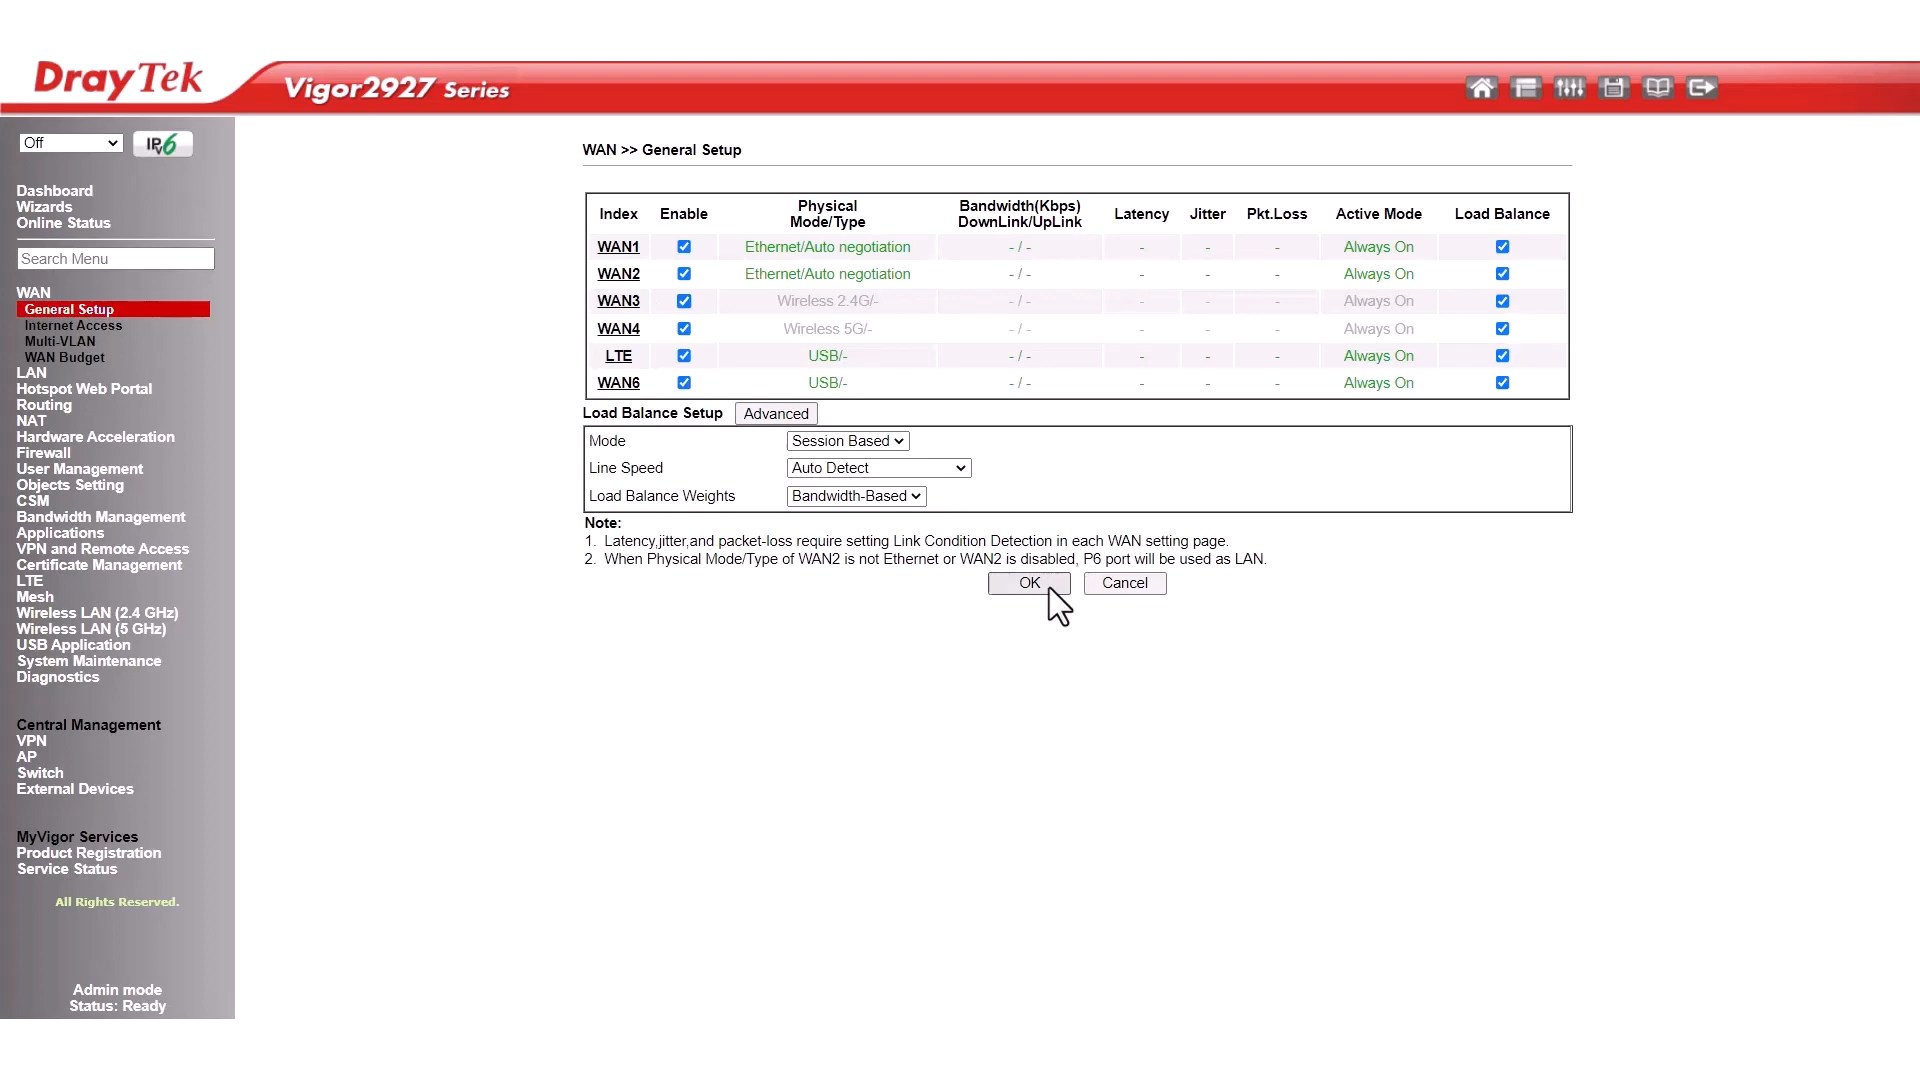 DrayTek
Vigor2927 Series
Off
IPv6
Dashboard
Wizards
Online Status
Search Menu
WAN
General Setup
Internet Access
Multi-VLAN
WAN Budget
LAN
Hotspot Web Portal
Routing
NAT
Hardware Acceleration
Firewall
User Management
Objects Setting
CSM
Bandwidth Management
Applications
VPN and Remote Access
Certificate Management
LTE
Mesh
Wireless LAN (2.4 GHz)
Wireless LAN (5 GHz)
USB Application
System Maintenance
Diagnostics
Central Management
VPN
AP
Switch
External Devices
MyVigor Services
Product Registration
Service Status
All Rights Reserved.
Admin mode
Status: Ready
WAN >> General Setup
Index Enable Physical Mode/Type Bandwidth(Kbps) DownLink/UpLink Latency Jitter Pkt.Loss Active Mode Load Balance
WAN1 Ethernet/Auto negotiation - / - - - - Always On
WAN2 Ethernet/Auto negotiation - / - - - - Always On
WAN3 Wireless 2.4G/- - / - - - - Always On
WAN4 Wireless 5G/- - / - - - - Always On
LTE USB/- - / - - - - Always On
WAN6 USB/- - / - - - - Always On
Load Balance Setup Advanced
Mode Session Based
Line Speed Auto Detect
Load Balance Weights Bandwidth-Based
Note:
1. Latency,jitter,and packet-loss require setting Link Condition Detection in each WAN setting page.
2. When Physical Mode/Type of WAN2 is not Ethernet or WAN2 is disabled, P6 port will be used as LAN.
OK Cancel